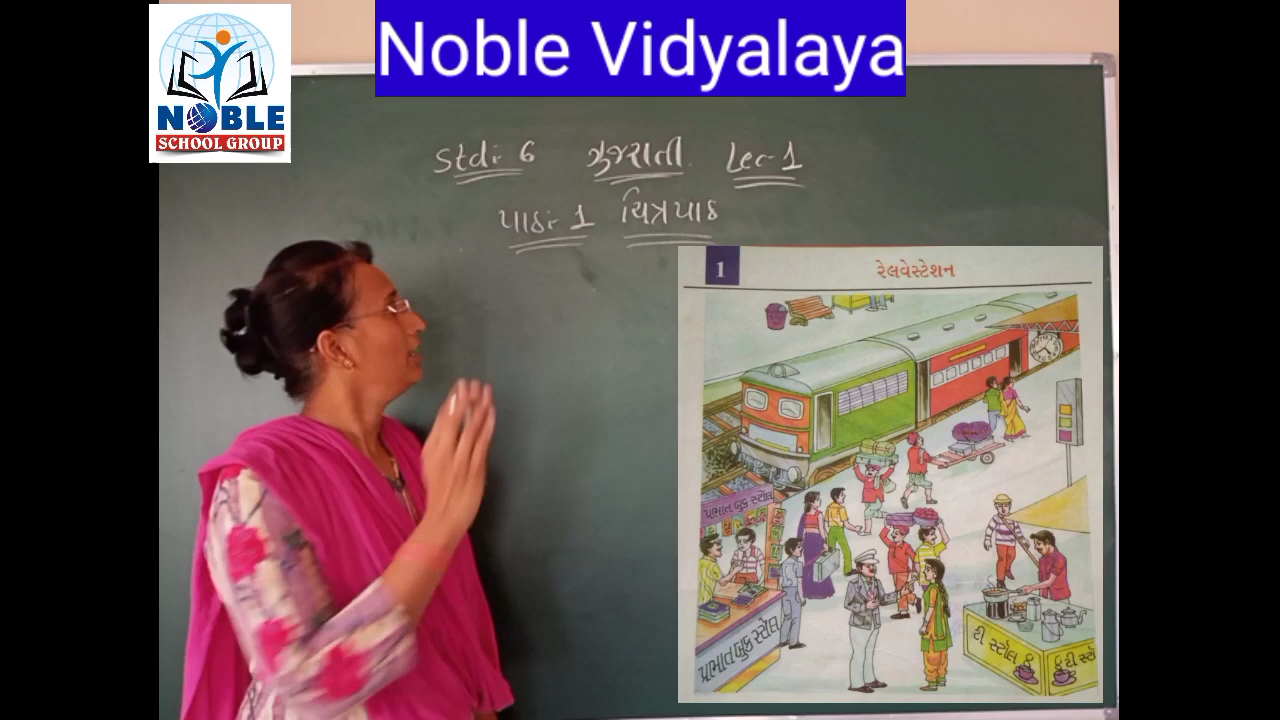 Noble Vidyalaya
NOBLE
SCHOOL GROUP
Std:- 6 ગુજરાતી. Lec-1
પાઠ:- 1 ચિત્રપાઠ
1
રેલવેસ્ટેશન
પ્રભાત બુક સ્ટોલ
પ્રભાત બુક સ્ટોલ
ટી સ્ટોલ
ટી સ્ટો